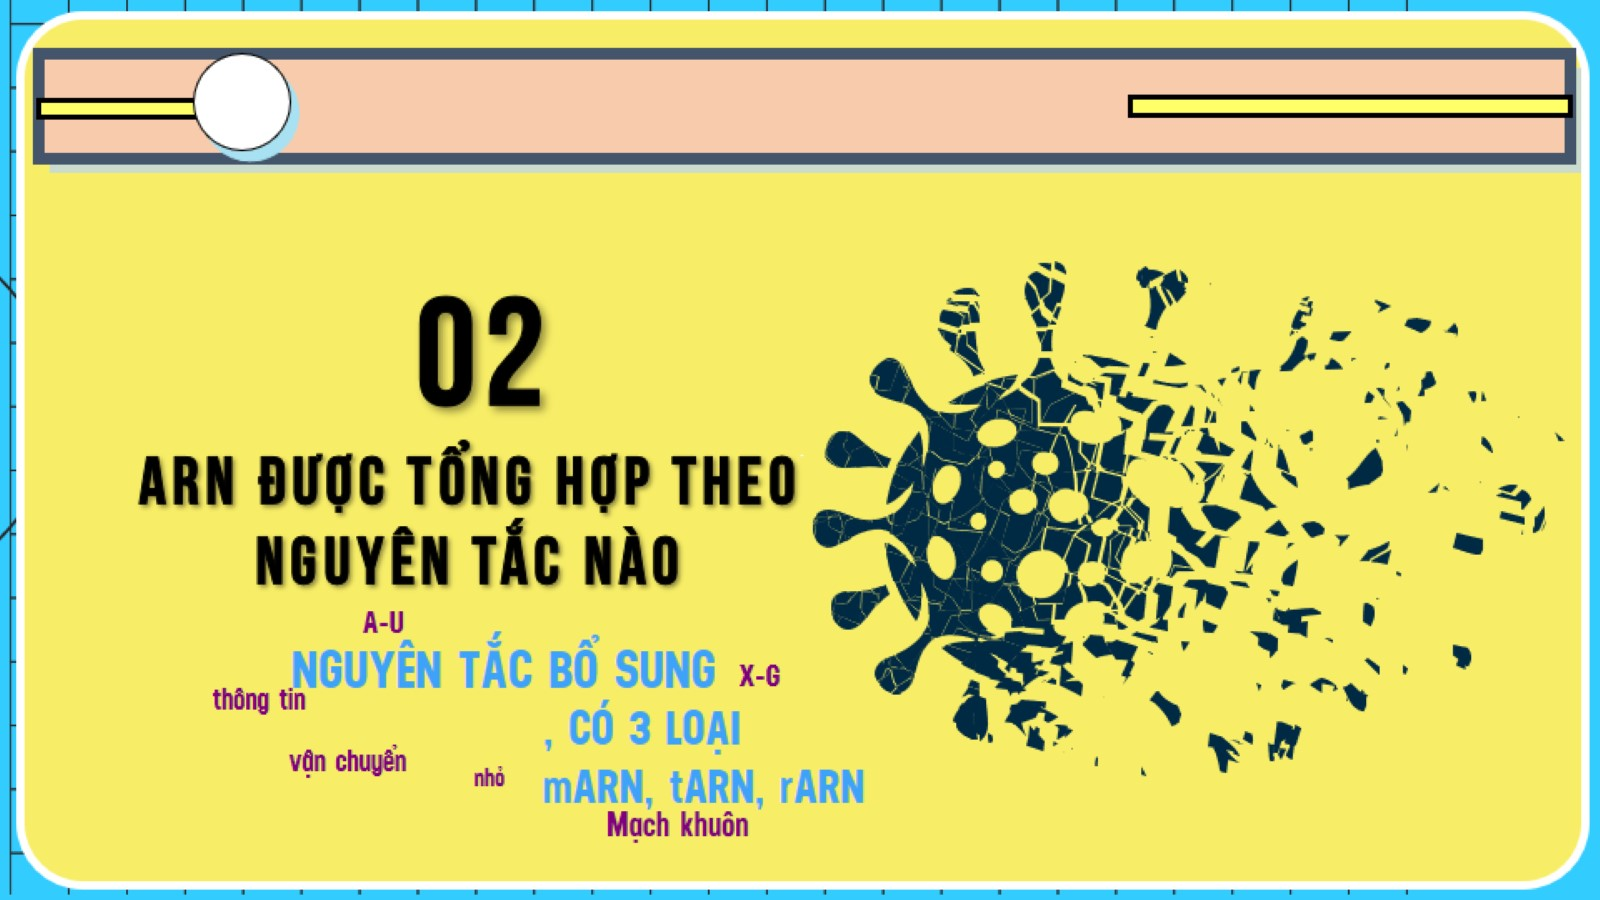 02
ARN ĐƯỢC TỔNG HỢP THEO
NGUYÊN TẮC NÀO
A-U
NGUYÊN TẮC BỔ SUNG X-G
thông tin
, CÓ 3 LOẠI
vận chuyển
nhỏ
mARN, tARN, rARN
Mạch khuôn